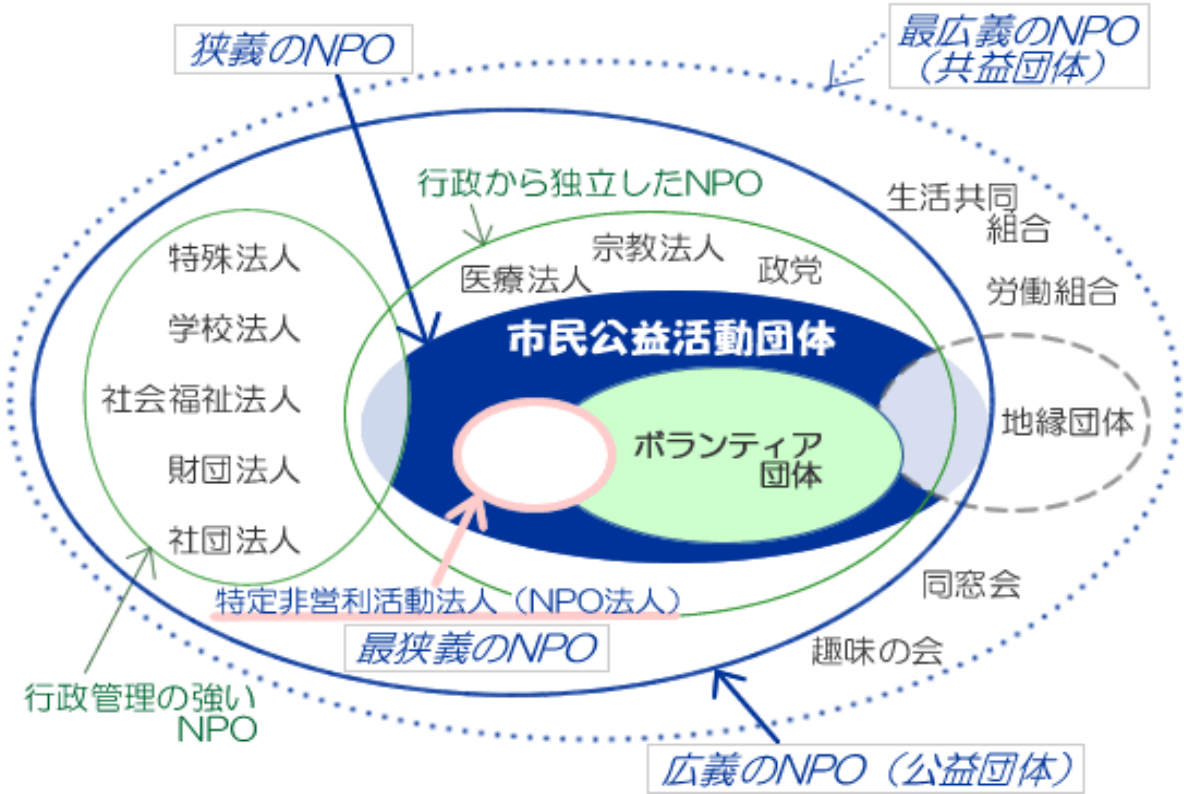 狭義のNPO
最広義のNPO
（共益団体）
行政から独立したNPO
生活共同
組合
特殊法人
宗教法人
医療法人
政党
労働組合
学校法人
市民公益活動団体
社会福祉法人
地縁団体
ボランティア
団体
財団法人
社団法人
同窓会
特定非営利活動法人（NPO法人）
最狭義のNPO
趣味の会
行政管理の強い
NPO
広義のNPO（公益団体）